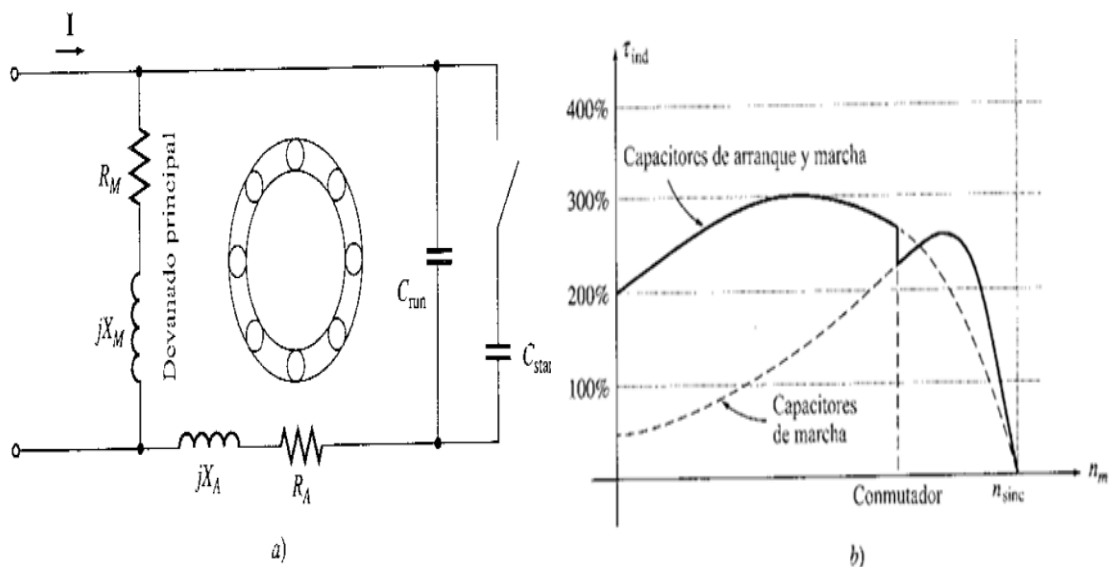 I
R_M
Devanado principal
jX_M
C_run
C_star
jX_A
R_A
a)
τ_ind
400%
Capacitores de arranque y marcha
300%
200%
100%
Capacitores
de marcha
Conmutador
n_sinc
n_m
b)